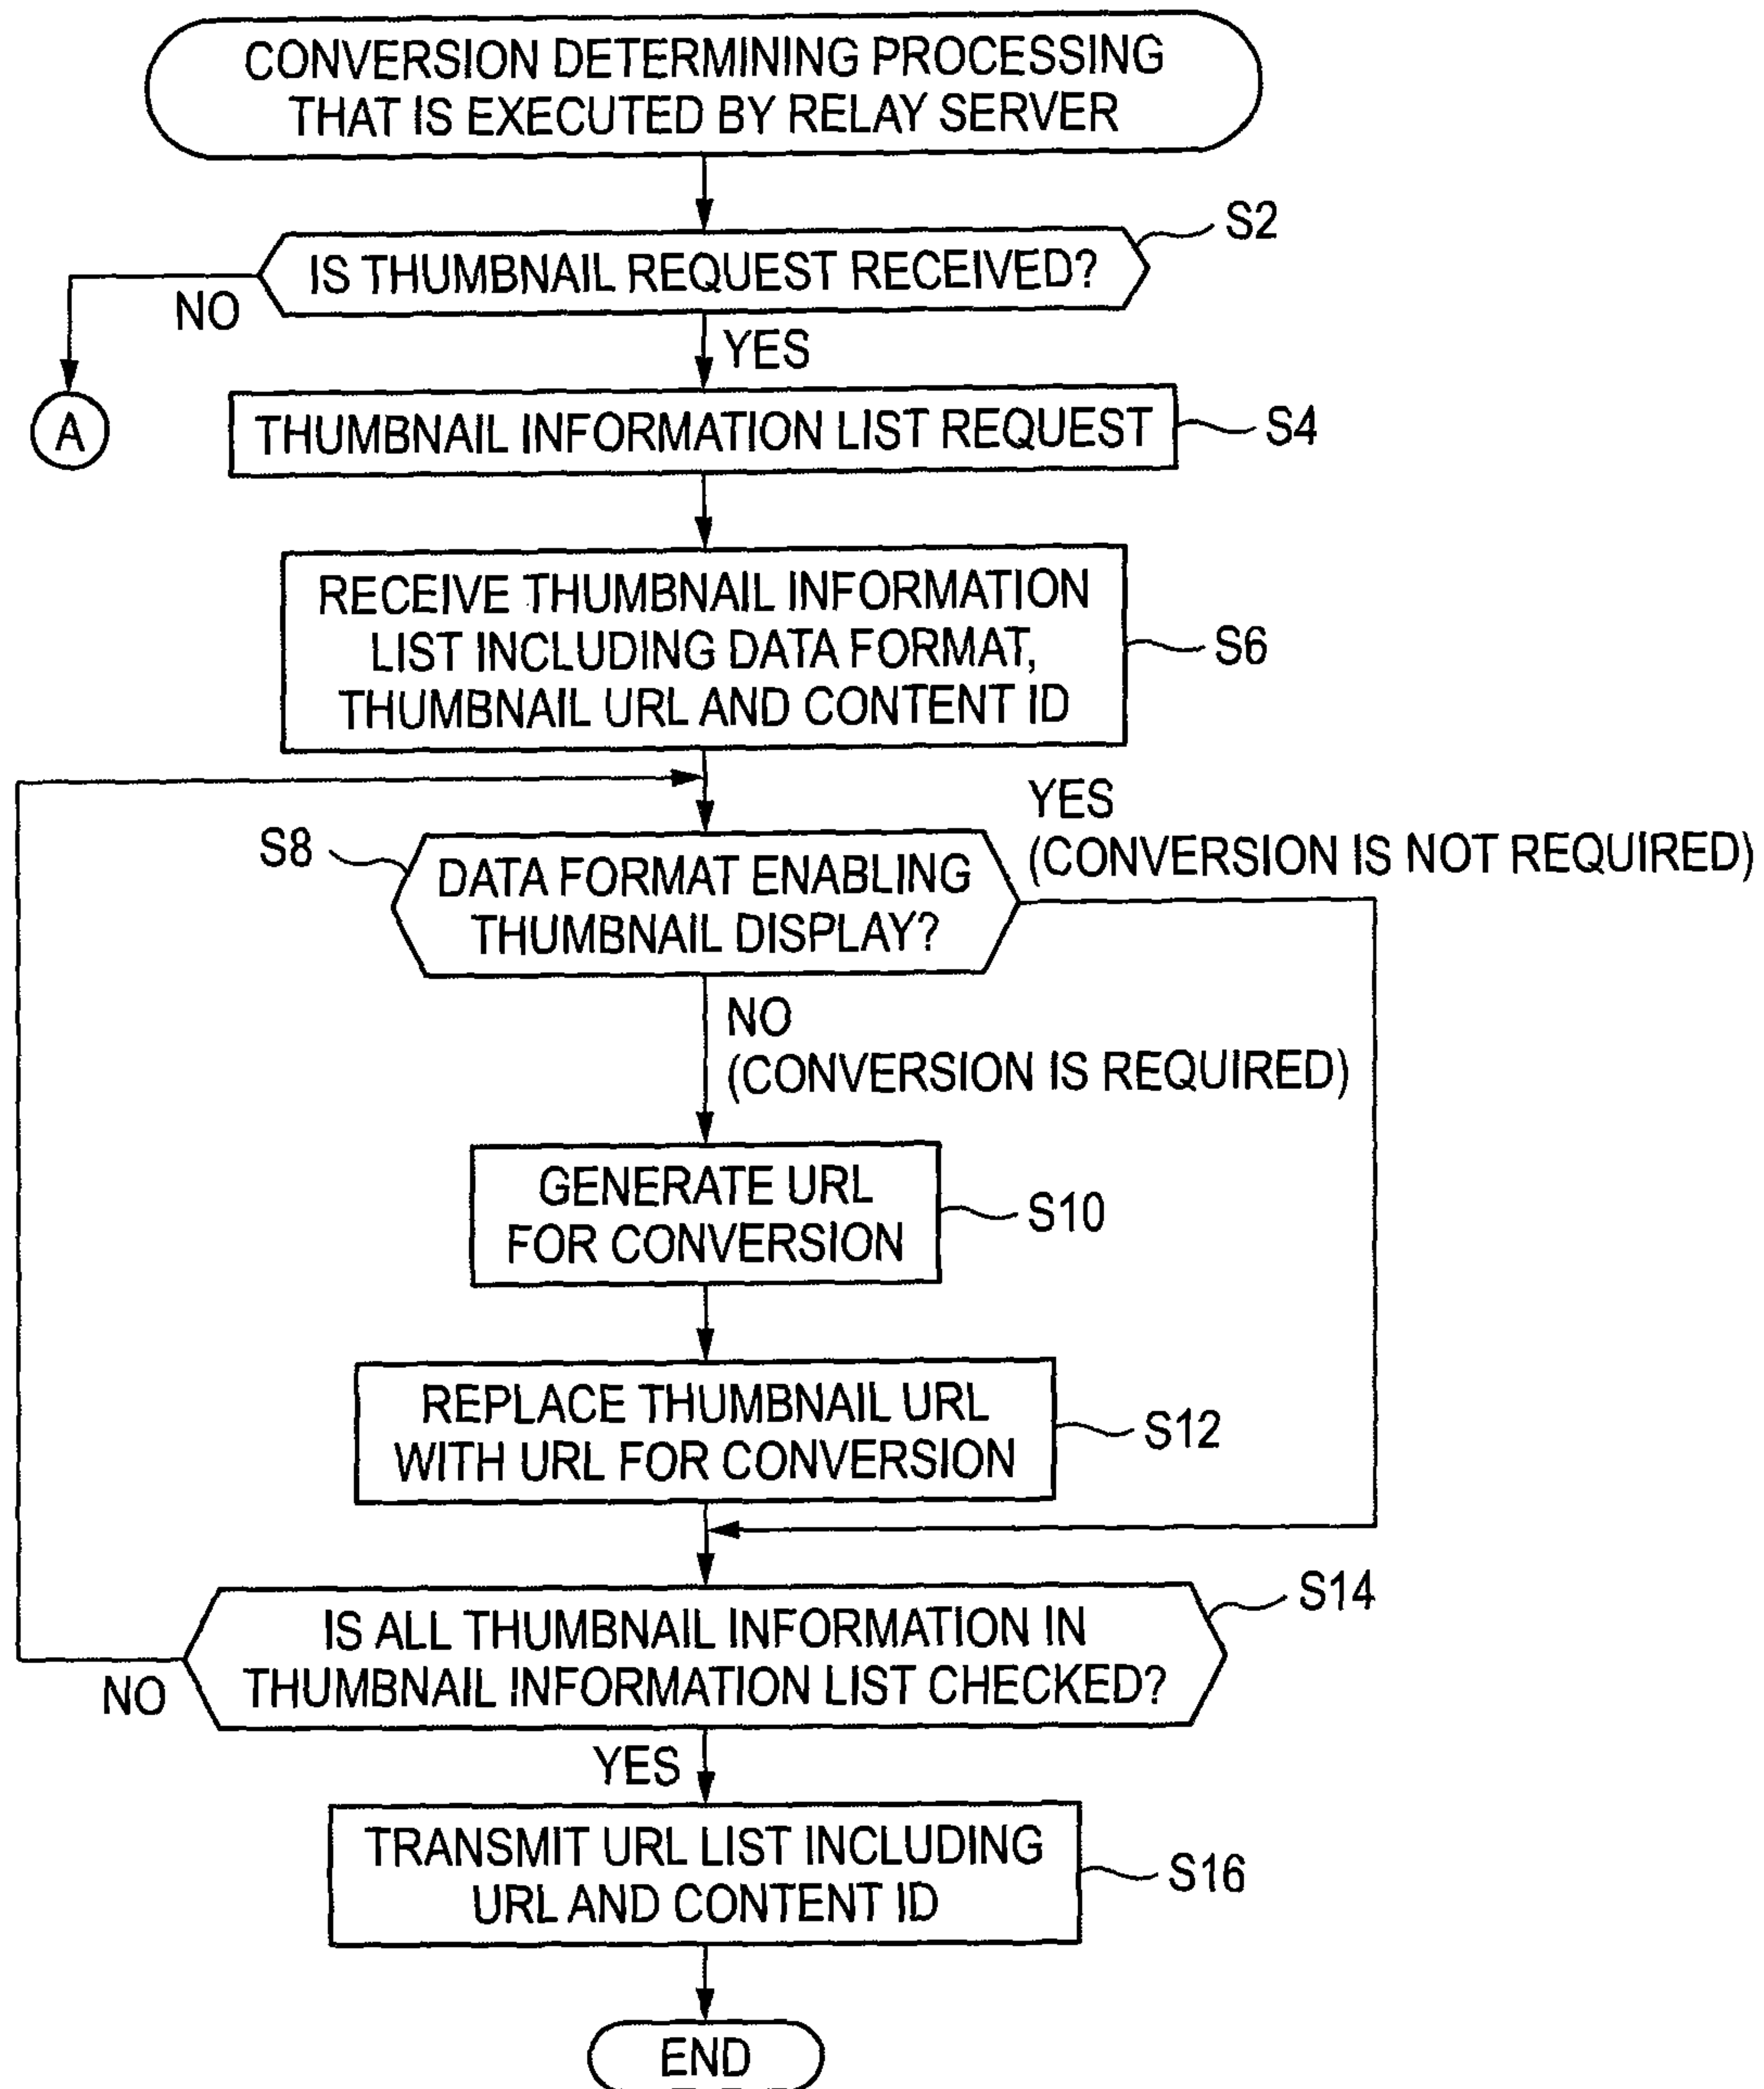 CONVERSION DETERMINING PROCESSING
THAT IS EXECUTED BY RELAY SERVER
S2
IS THUMBNAIL REQUEST RECEIVED?
NO
YES
A
THUMBNAIL INFORMATION LIST REQUEST
S4
RECEIVE THUMBNAIL INFORMATION
LIST INCLUDING DATA FORMAT,
THUMBNAIL URL AND CONTENT ID
S6
YES
(CONVERSION IS NOT REQUIRED)
S8
DATA FORMAT ENABLING
THUMBNAIL DISPLAY?
NO
(CONVERSION IS REQUIRED)
GENERATE URL
FOR CONVERSION
S10
REPLACE THUMBNAIL URL
WITH URL FOR CONVERSION
S12
S14
IS ALL THUMBNAIL INFORMATION IN
THUMBNAIL INFORMATION LIST CHECKED?
NO
YES
TRANSMIT URL LIST INCLUDING
URL AND CONTENT ID
S16
END